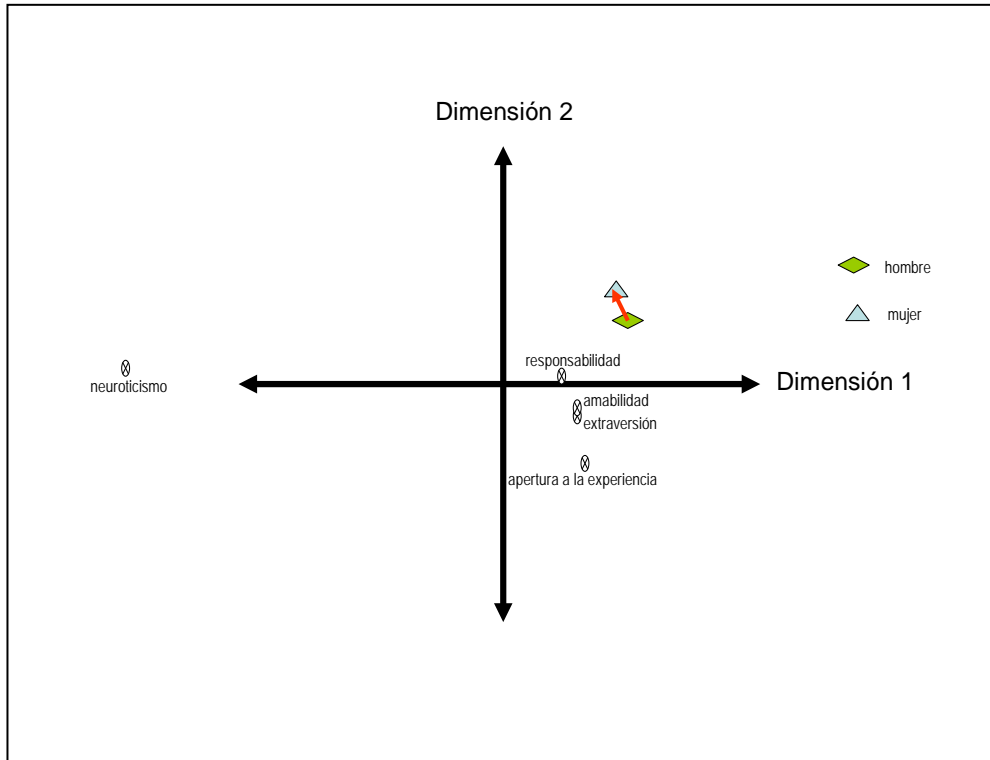 Dimensión 2
hombre
mujer
responsabilidad
neuroticismo
Dimensión 1
amabilidad
extraversión
apertura a la experiencia